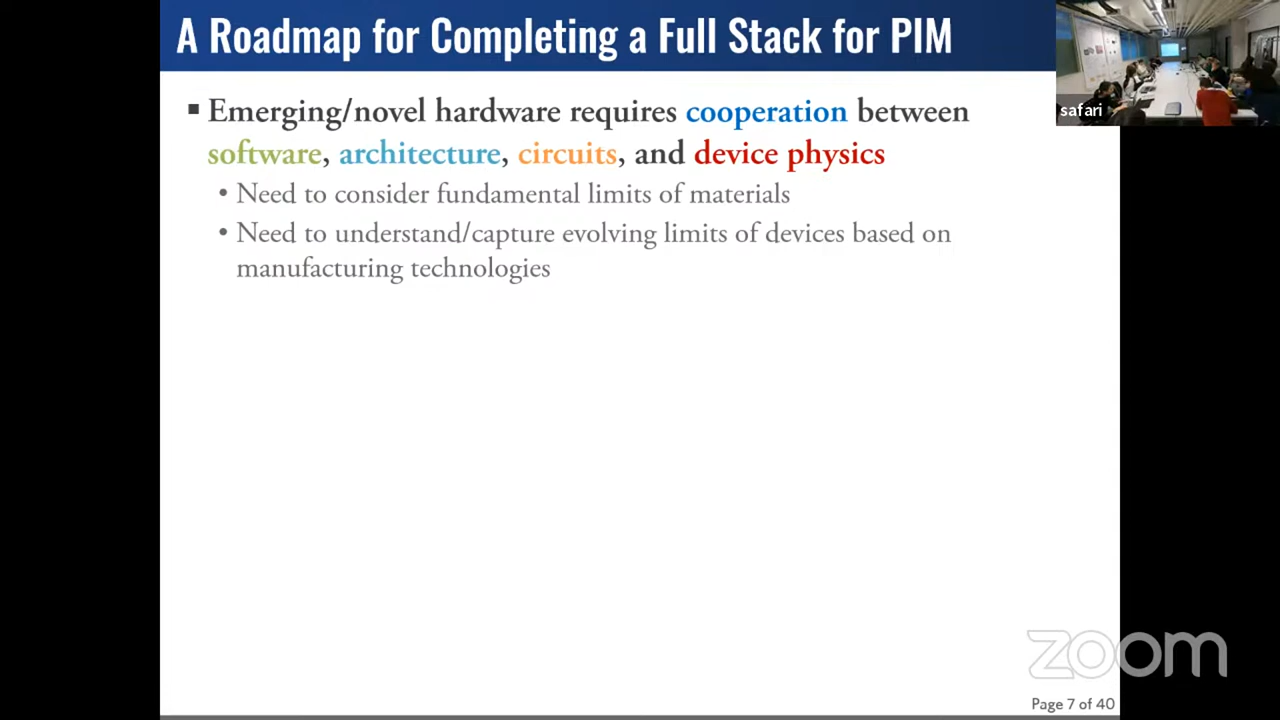 A Roadmap for Completing a Full Stack for PIM
safari
▪ Emerging/novel hardware requires cooperation between
software, architecture, circuits, and device physics
• Need to consider fundamental limits of materials
• Need to understand/capture evolving limits of devices based on
manufacturing technologies
zoom
Page 7 of 40